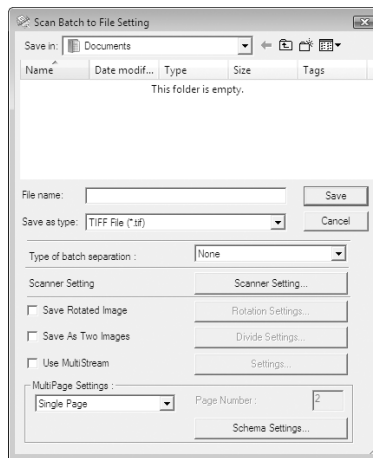 Scan Batch to File Setting
Save in: Documents
Name Date modif... Type Size Tags
This folder is empty.
File name: Save
Save as type: TIFF File (*.tif) Cancel
Type of batch separation : None
Scanner Setting Scanner Setting...
Save Rotated Image Rotation Settings...
Save As Two Images Divide Settings...
Use MultiStream Settings...
MultiPage Settings :
Single Page Page Number : 2
Schema Settings...